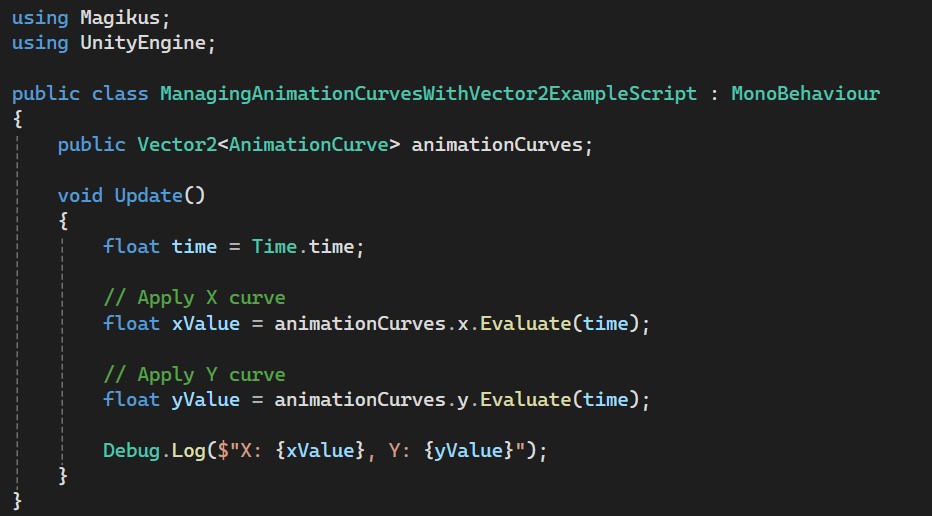 using Magikus;
using UnityEngine;
public class ManagingAnimationCurvesWithVector2ExampleScript : MonoBehaviour
{
public Vector2<AnimationCurve> animationCurves;
void Update()
{
float time = Time.time;
// Apply X curve
float xValue = animationCurves.x.Evaluate(time);
// Apply Y curve
float yValue = animationCurves.y.Evaluate(time);
Debug.Log($"X: {xValue}, Y: {yValue}");
}
}